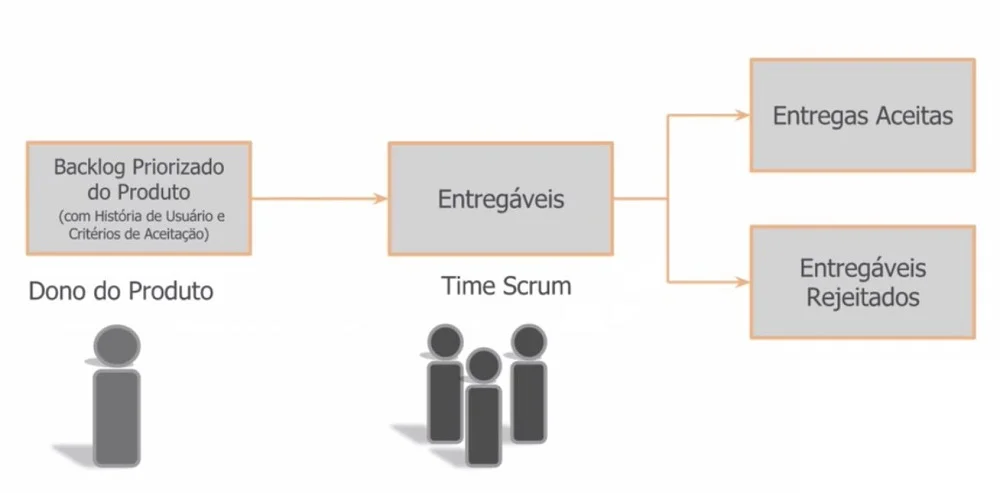 Backlog Priorizado
do Produto
(com História de Usuário e
Critérios de Aceitação)
Dono do Produto
Entregáveis
Time Scrum
Entregas Aceitas
Entregáveis
Rejeitados